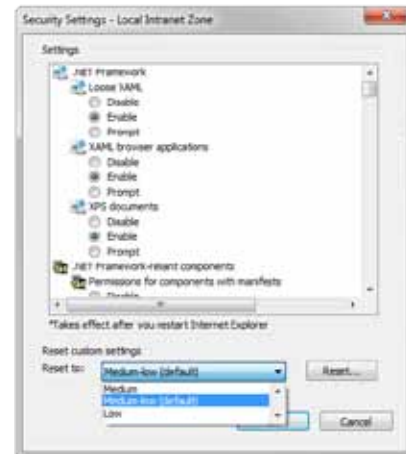 Security Settings - Local Intranet Zone
Settings
.NET Framework
Loose XAML
Disable
Enable
Prompt
XAML browser applications
Disable
Enable
Prompt
XPS documents
Disable
Enable
Prompt
.NET Framework-reliant components
Permissions for components with manifests
*Takes effect after you restart Internet Explorer
Reset custom settings
Reset to: Medium-low (default) Reset...
Medium
Medium-low (default)
Low
Cancel